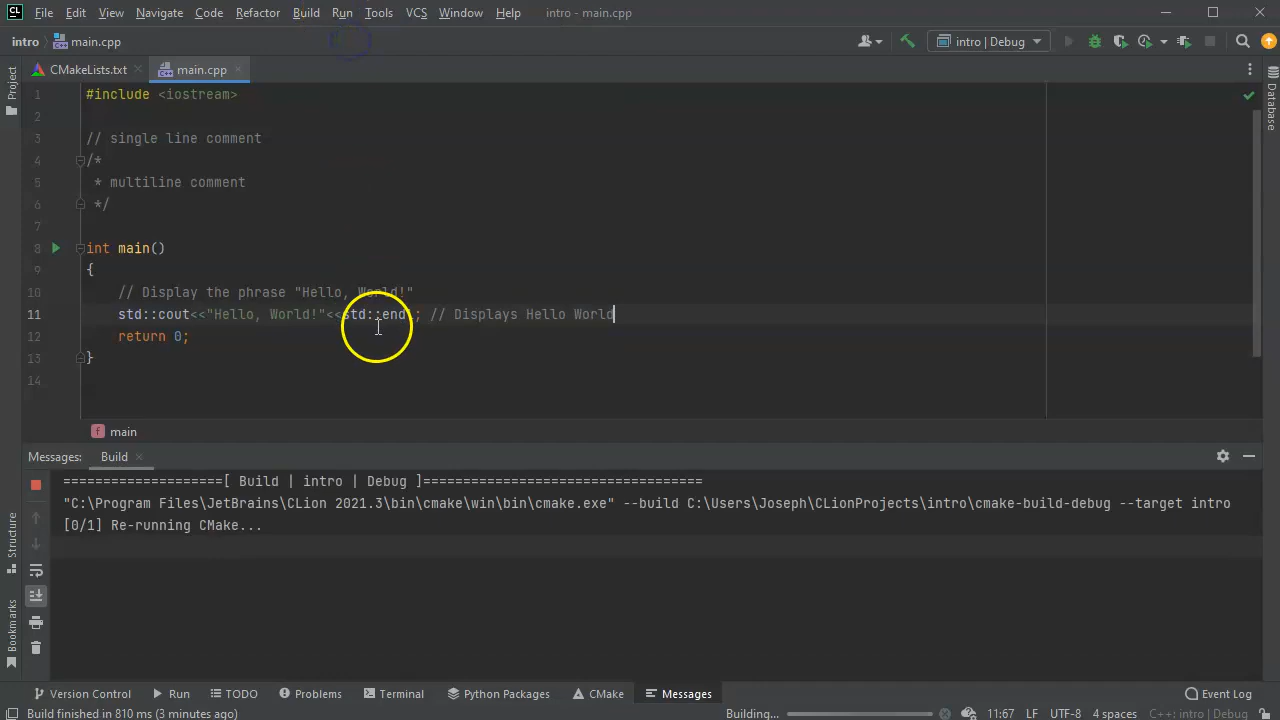 CL File Edit View Navigate Code Refactor Build Run Tools VCS Window Help intro - main.cpp
intro main.cpp intro | Debug
Project
CMakeLists.txt main.cpp
Database
1 #include <iostream>
2
3 // single line comment
4 /*
5 * multiline comment
6 */
7
8 int main()
9 {
10 // Display the phrase "Hello, World!"
11 std::cout<<"Hello, World!"<<std::endl; // Displays Hello World
12 return 0;
13 }
14
f main
Messages: Build
====================[ Build | intro | Debug ]===================================
"C:\Program Files\JetBrains\CLion 2021.3\bin\cmake\win\bin\cmake.exe" --build C:\Users\Joseph\CLionProjects\intro\cmake-build-debug --target intro
[0/1] Re-running CMake...
Structure
Bookmarks
Version Control Run TODO Problems Terminal Python Packages CMake Messages Event Log
Build finished in 810 ms (3 minutes ago) Building... 11:67 LF UTF-8 4 spaces C++: intro | Debug